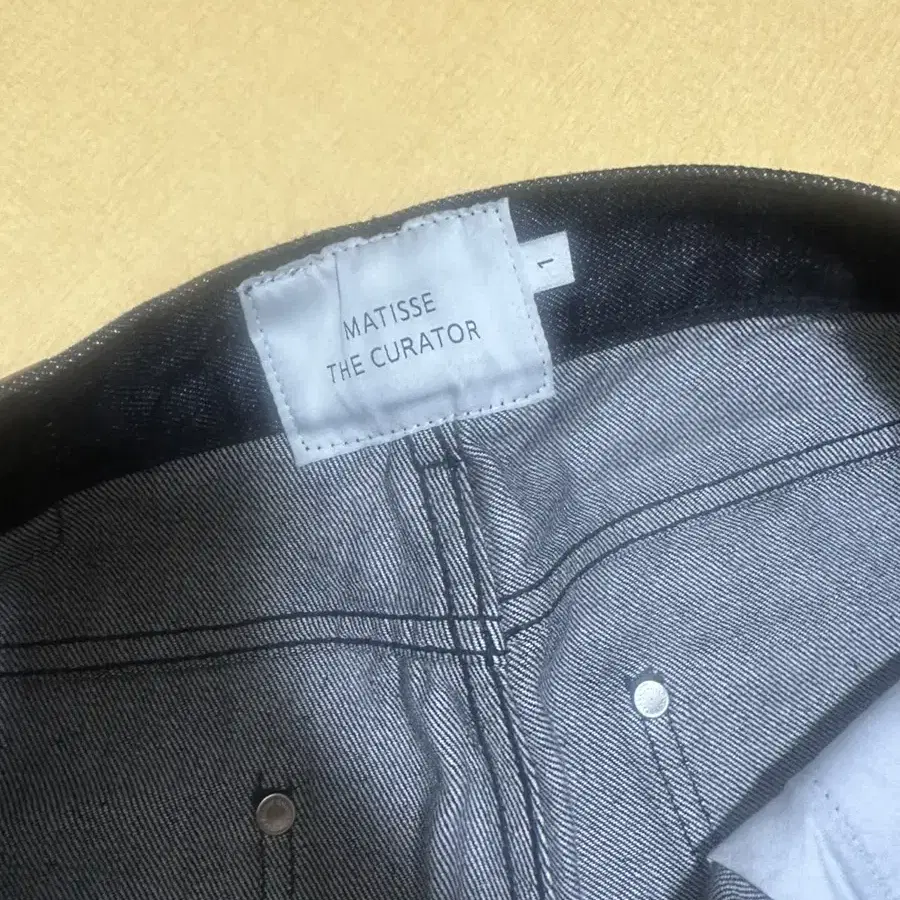 MATISSE
THE CURATOR
1